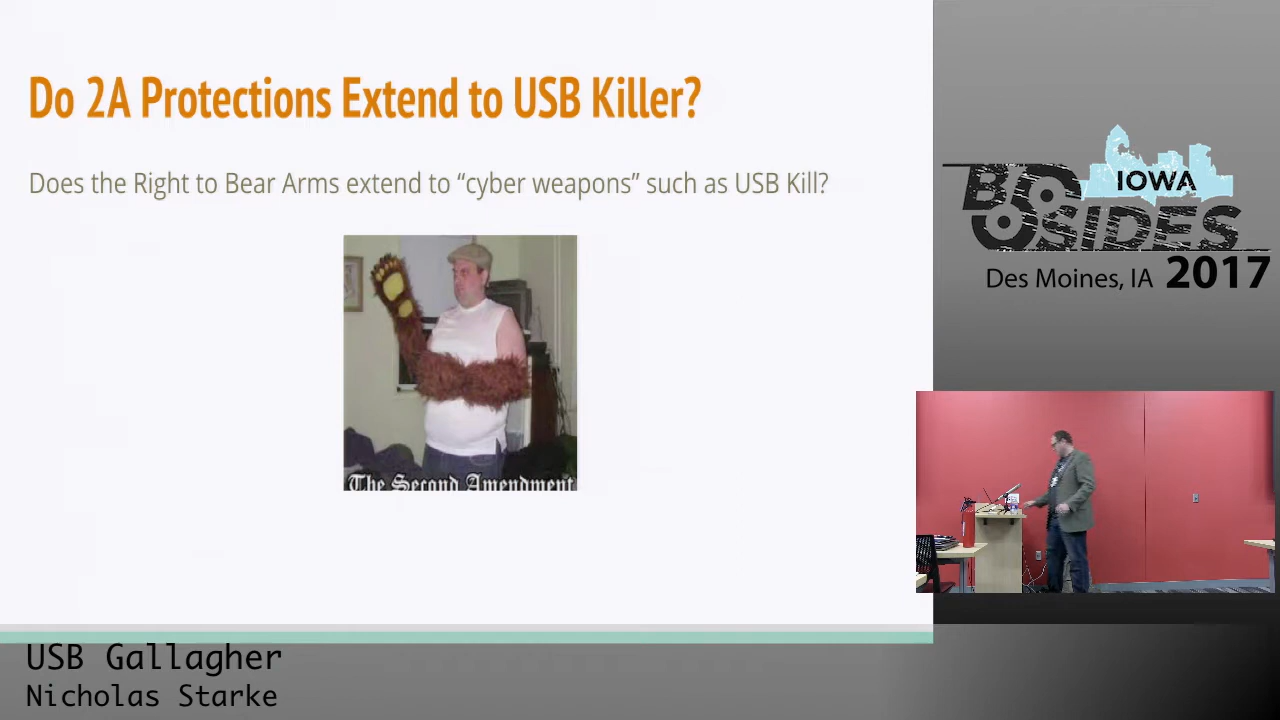 Do 2A Protections Extend to USB Killer?
Does the Right to Bear Arms extend to “cyber weapons” such as USB Kill?
The Second Amendment
BSIDES
IOWA
Des Moines, IA 2017
USB Gallagher
Nicholas Starke